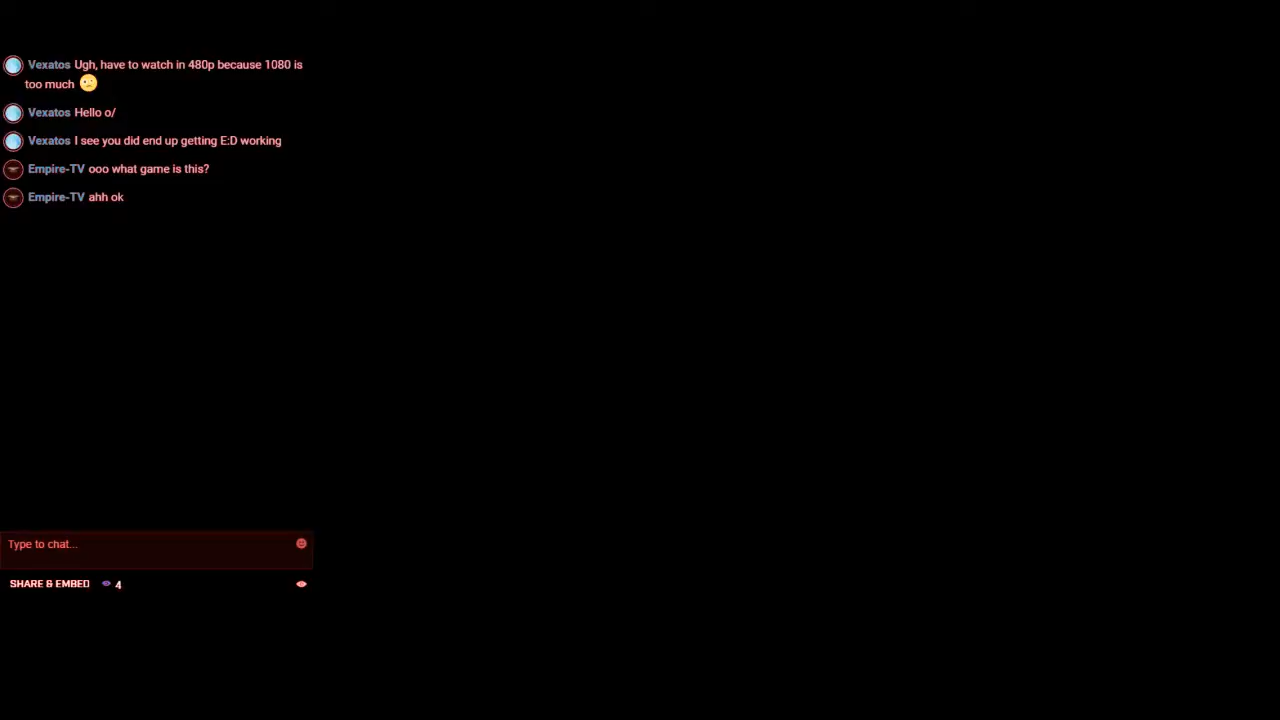 Vexatos Ugh, have to watch in 480p because 1080 is
too much 😕
Vexatos Hello o/
Vexatos I see you did end up getting E:D working
Empire-TV ooo what game is this?
Empire-TV ahh ok
Type to chat...
SHARE & EMBED 4